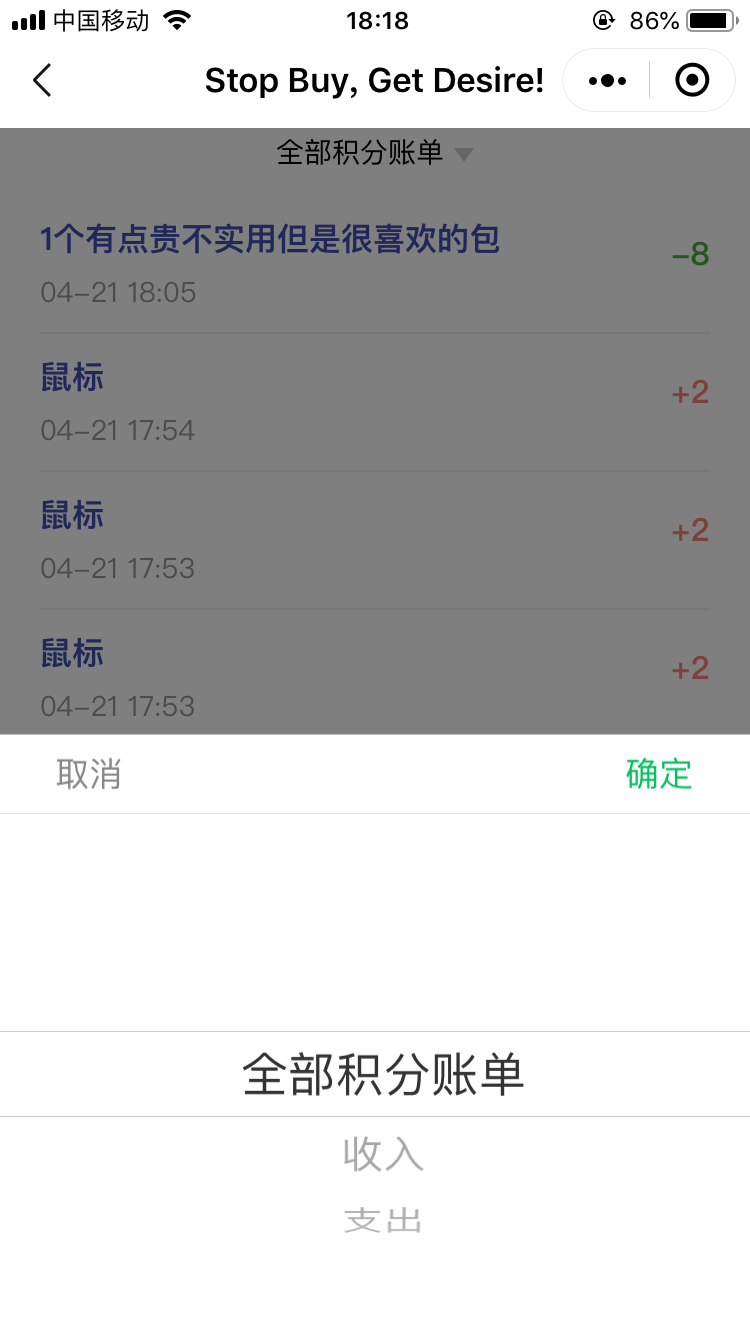 中国移动 18:18 86%
Stop Buy, Get Desire!
全部积分账单
1个有点贵不实用但是很喜欢的包
-8
04-21 18:05
鼠标
+2
04-21 17:54
鼠标
+2
04-21 17:53
鼠标
+2
04-21 17:53
取消 确定
全部积分账单
收入
支出